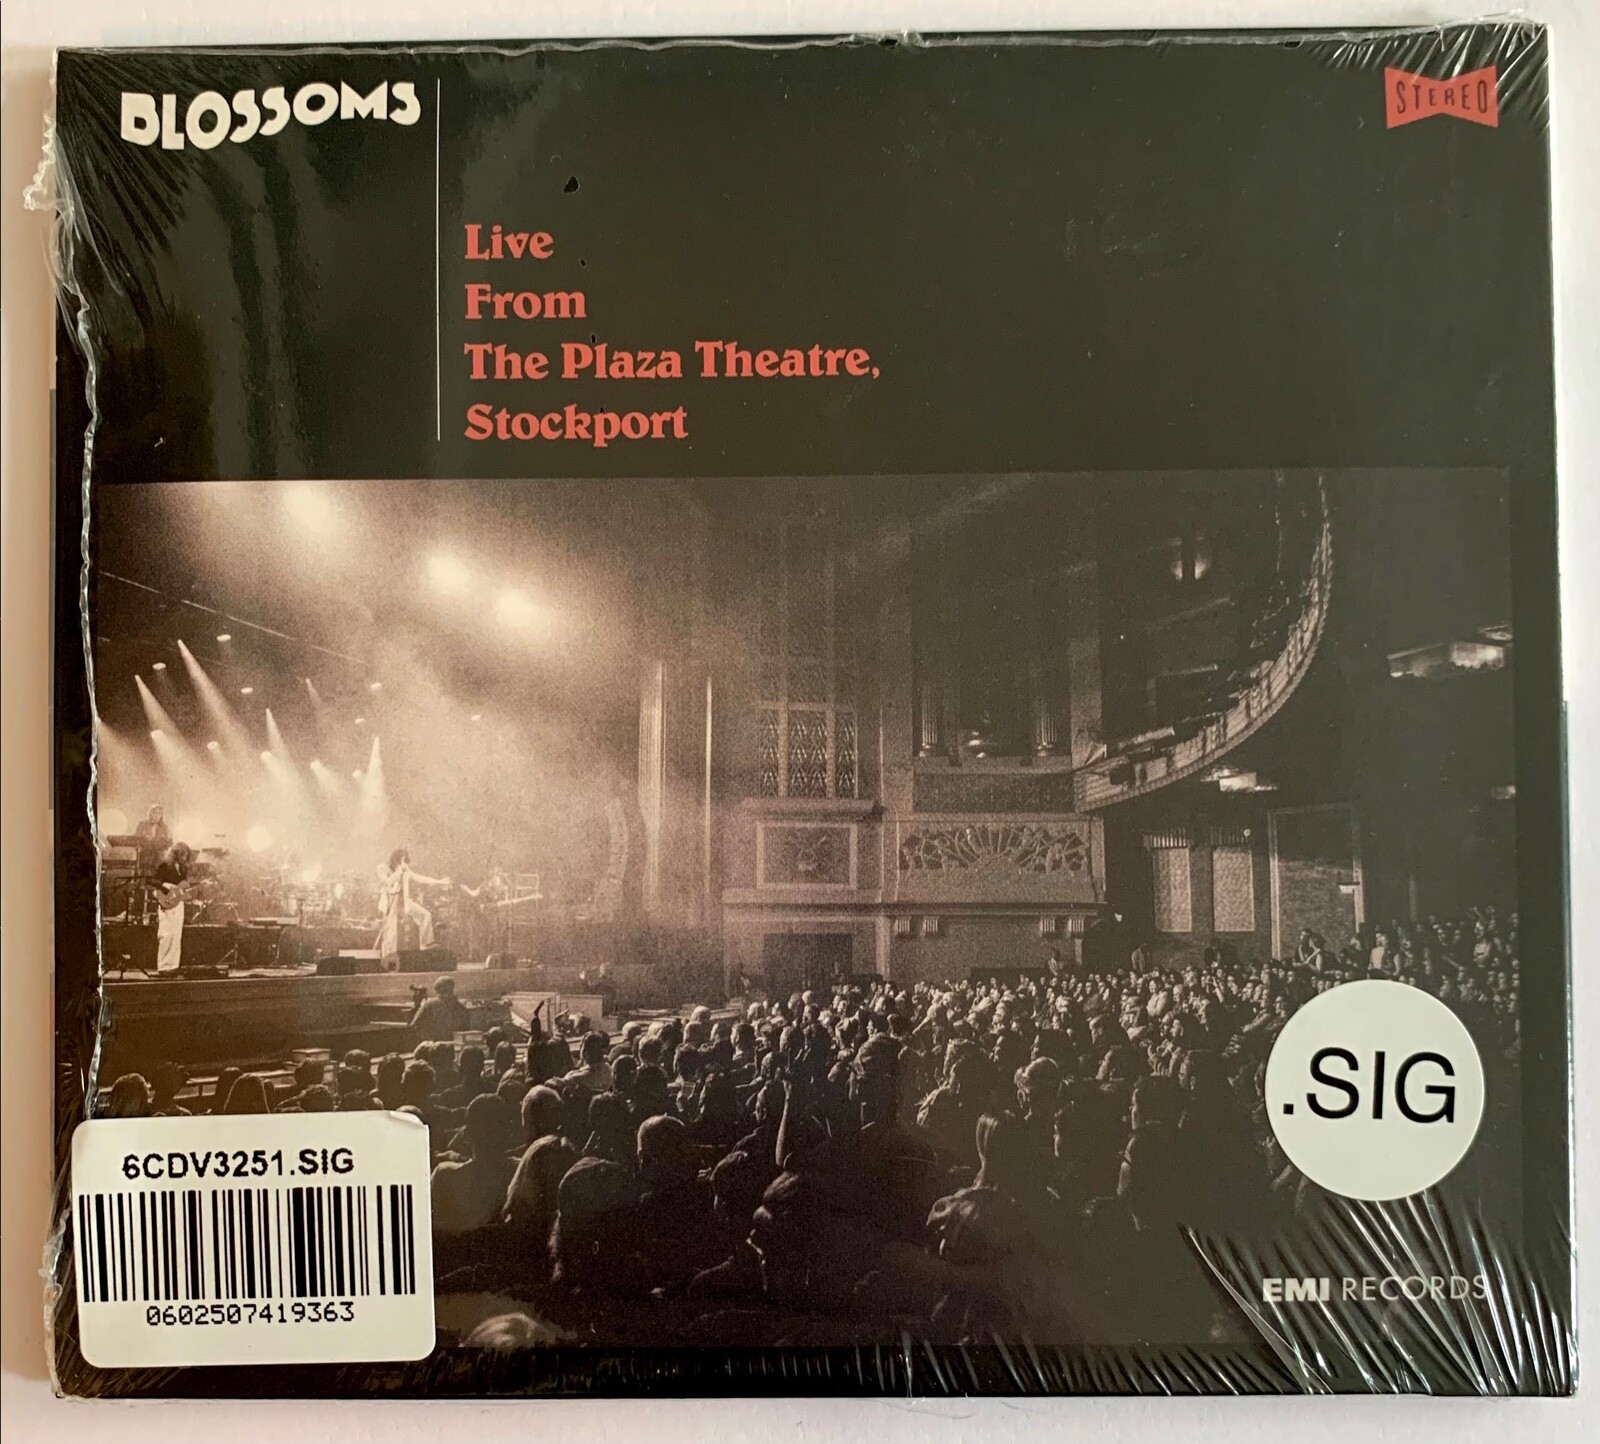 BLOSSOMS
STEREO
Live
From
The Plaza Theatre,
Stockport
.SIG
6CDV3251.SIG
0602507419363
EMI RECORDS